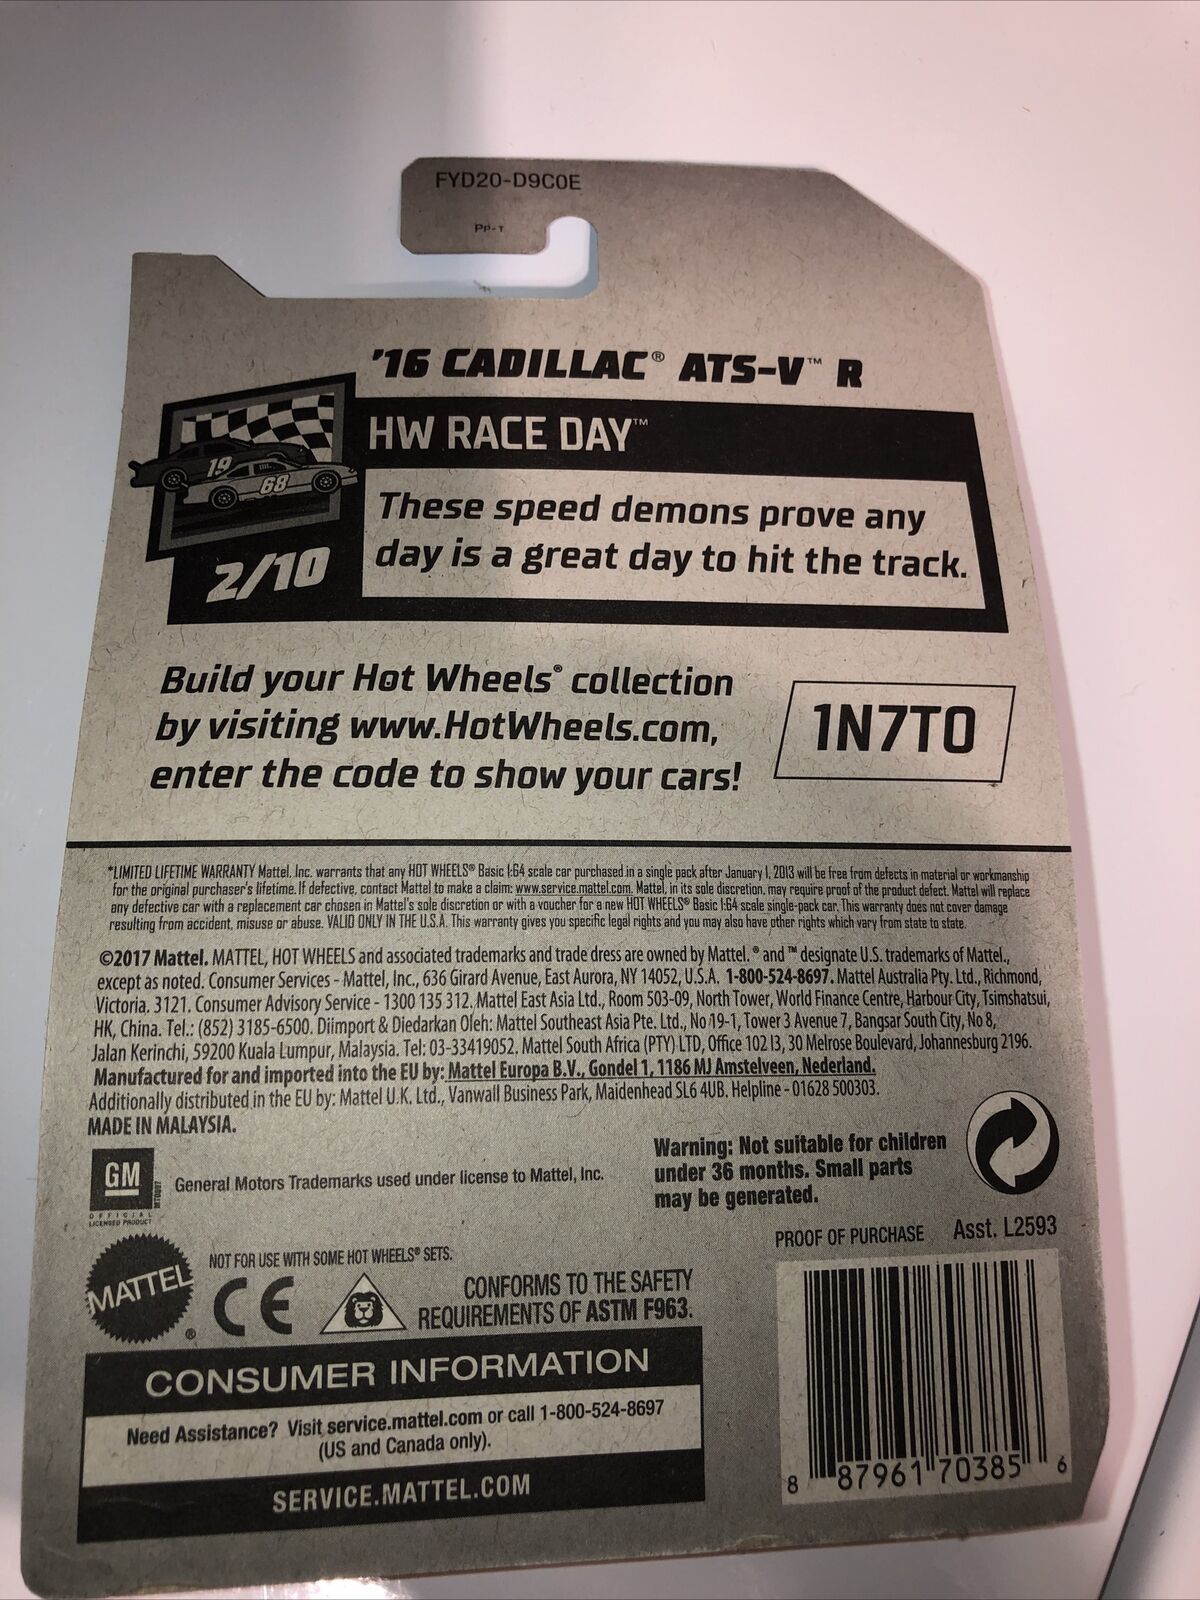 FYD20-D9C0E
PP-T
'16 CADILLAC® ATS-V™ R
HW RACE DAY™
19
68
2/10
These speed demons prove any
day is a great day to hit the track.
Build your Hot Wheels® collection
by visiting www.HotWheels.com,
enter the code to show your cars!
1N7T0
*LIMITED LIFETIME WARRANTY Mattel, Inc. warrants that any HOT WHEELS® Basic 1:64 scale car purchased in a single pack after January 1, 2013 will be free from defects in material or workmanship
for the original purchaser's lifetime. If defective, contact Mattel to make a claim: www.service.mattel.com. Mattel, in its sole discretion, may require proof of the product defect. Mattel will replace
any defective car with a replacement car chosen in Mattel's sole discretion or with a voucher for a new HOT WHEELS® Basic 1:64 scale single-pack car. This warranty does not cover damage
resulting from accident, misuse or abuse. VALID ONLY IN THE U.S.A. This warranty gives you specific legal rights and you may also have other rights which vary from state to state.
©2017 Mattel. MATTEL, HOT WHEELS and associated trademarks and trade dress are owned by Mattel. ® and ™ designate U.S. trademarks of Mattel,
except as noted. Consumer Services - Mattel, Inc., 636 Girard Avenue, East Aurora, NY 14052, U.S.A. 1-800-524-8697. Mattel Australia Pty. Ltd., Richmond,
Victoria. 3121. Consumer Advisory Service - 1300 135 312. Mattel East Asia Ltd., Room 503-09, North Tower, World Finance Centre, Harbour City, Tsimshatsui,
HK, China. Tel.: (852) 3185-6500. Diimport & Diedarkan Oleh: Mattel Southeast Asia Pte. Ltd., No 19-1, Tower 3 Avenue 7, Bangsar South City, No 8,
Jalan Kerinchi, 59200 Kuala Lumpur, Malaysia. Tel: 03-33419052. Mattel South Africa (PTY) LTD, Office 102 I3, 30 Melrose Boulevard, Johannesburg 2196.
Manufactured for and imported into the EU by: Mattel Europa B.V., Gondel 1, 1186 MJ Amstelveen, Nederland.
Additionally distributed in the EU by: Mattel U.K. Ltd., Vanwall Business Park, Maidenhead SL6 4UB. Helpline - 01628 500303.
MADE IN MALAYSIA.
GM
OFFICIAL
LICENSED PRODUCT
General Motors Trademarks used under license to Mattel, Inc.
Warning: Not suitable for children
under 36 months. Small parts
may be generated.
PROOF OF PURCHASE Asst. L2593
NOT FOR USE WITH SOME HOT WHEELS® SETS.
MATTEL®
CE
CONFORMS TO THE SAFETY
REQUIREMENTS OF ASTM F963.
CONSUMER INFORMATION
Need Assistance? Visit service.mattel.com or call 1-800-524-8697
(US and Canada only).
SERVICE.MATTEL.COM
8 87961 70385 6